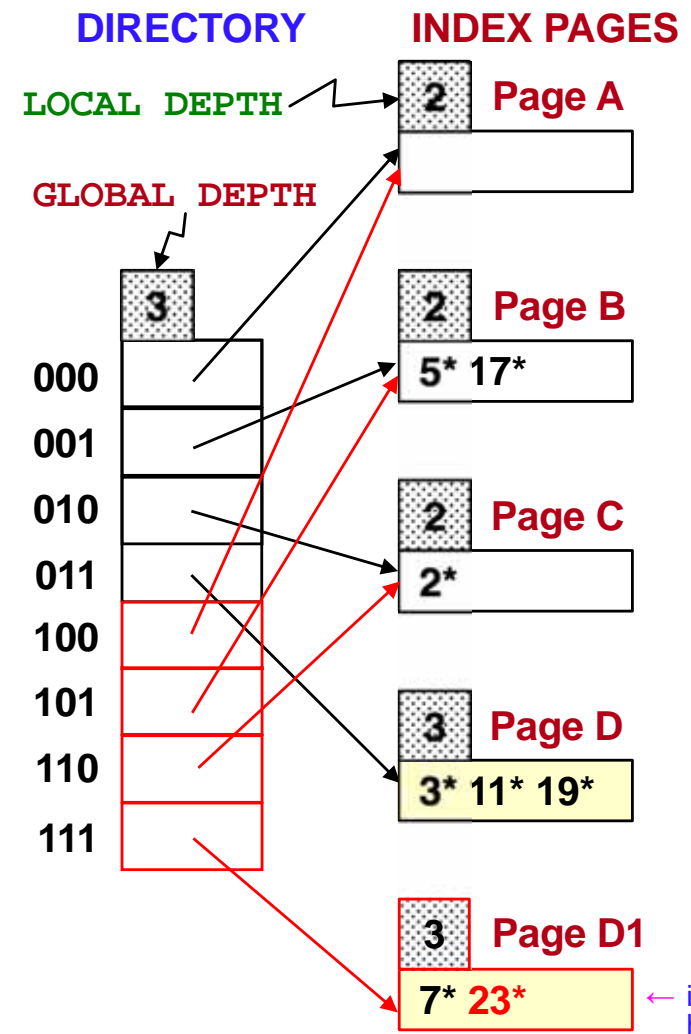 DIRECTORY
INDEX PAGES
LOCAL DEPTH
2 Page A
GLOBAL DEPTH
3
2 Page B
000
5* 17*
001
010
2 Page C
011
2*
100
101
3 Page D
110
3* 11* 19*
111
3 Page D1
7* 23*
←